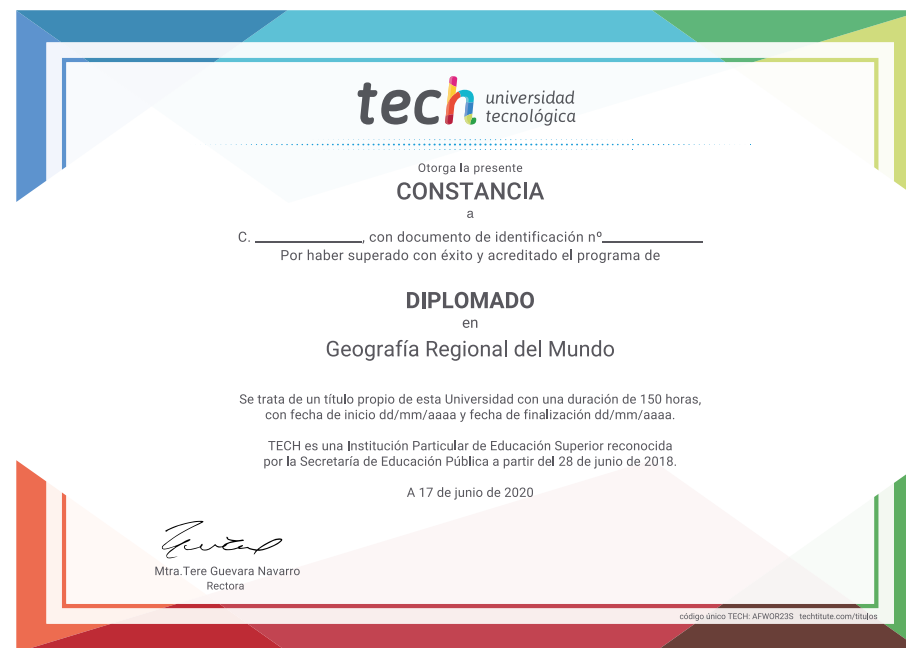 tech universidad
tecnológica
Otorga la presente
CONSTANCIA
a
C. ____________, con documento de identificación nº____________
Por haber superado con éxito y acreditado el programa de
DIPLOMADO
en
Geografía Regional del Mundo
Se trata de un título propio de esta Universidad con una duración de 150 horas,
con fecha de inicio dd/mm/aaaa y fecha de finalización dd/mm/aaaa.
TECH es una Institución Particular de Educación Superior reconocida
por la Secretaría de Educación Pública a partir del 28 de junio de 2018.
A 17 de junio de 2020
Mtra.Tere Guevara Navarro
Rectora
código único TECH: AFWOR23S techtitute.com/titulos